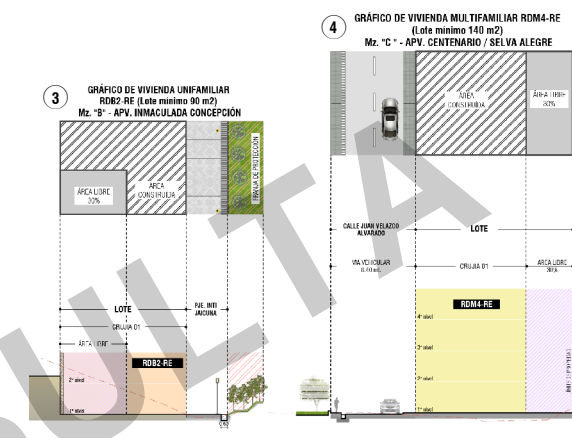 3
GRÁFICO DE VIVIENDA UNIFAMILIAR
RDB2-RE (Lote mínimo 90 m2)
Mz. "B" - APV. INMACULADA CONCEPCIÓN
ÁREA LIBRE
30%
ÁREA
CONSTRUIDA
FRANJA DE PROTECCIÓN
LOTE
PJE. INTI
JAICUNA
CRUJIA 01
ÁREA LIBRE
RDB2-RE
2° nivel
1° nivel
4
GRÁFICO DE VIVIENDA MULTIFAMILIAR RDM4-RE
(Lote mínimo 140 m2)
Mz. "C" - APV. CENTENARIO / SELVA ALEGRE
ÁREA
CONSTRUIDA
ÁREA LIBRE
30%
CALLE JUAN VELAZCO
ALVARADO
LOTE
VIA VEHICULAR
8.40 ml.
CRUJIA 01
ÁREA LIBRE
30%
RDM4-RE
4° nivel
3° nivel
2° nivel
1° nivel
ULTA